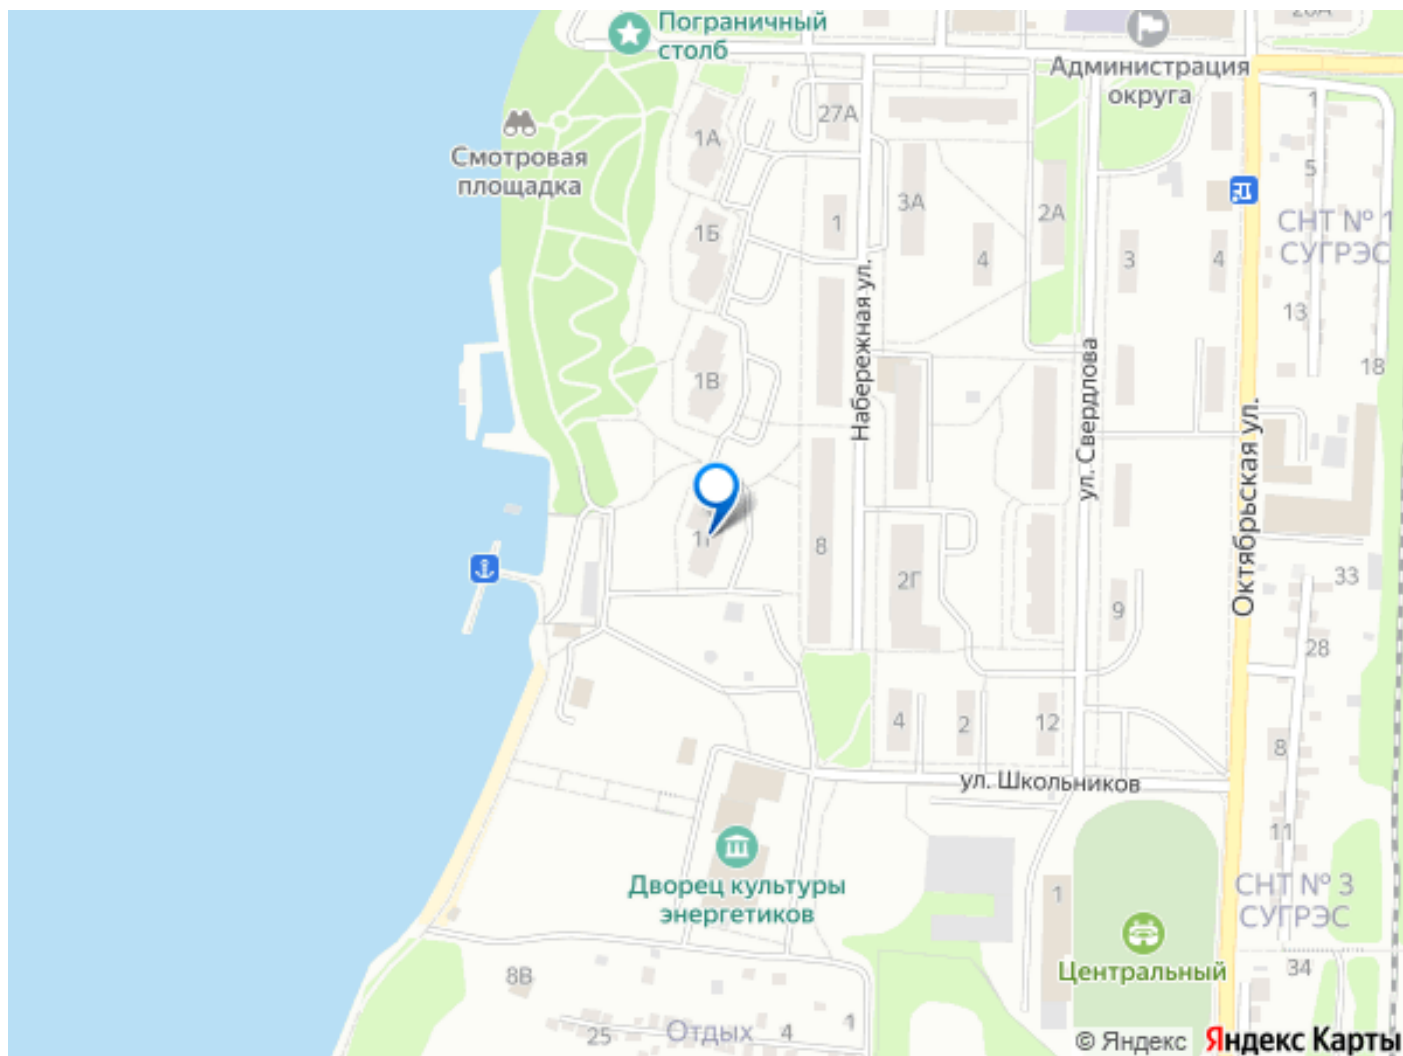 Пограничный
столб
26А
Администрация
округа
27А
1
1А
Смотровая
площадка
5
3А
2А
1Б
1
СНТ № 1
СУГРЭС
4
3
4
13
Набережная ул.
ул. Свердлова
18
1В
Октябрьская ул.
1Г
8
2Г
33
9
28
4
2
12
8
ул. Школьников
11
Дворец культуры
энергетиков
1
СНТ № 3
СУГРЭС
Центральный
8В
34
25
Отдых
4
1
© Яндекс Яндекс Карты